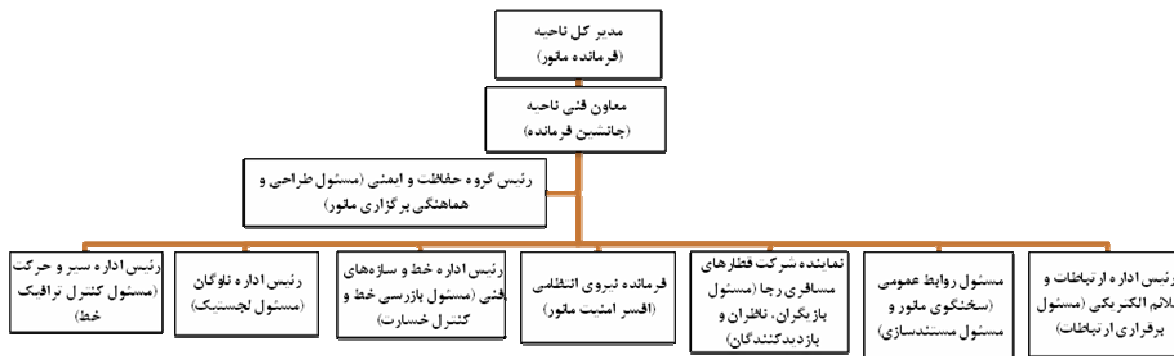 مدیر کل ناحیه
(فرمانده مانور)
معاون فنی ناحیه
(جانشین فرمانده)
رئیس گروه حفاظت و ایمنی (مسئول طراحی و
هماهنگی برگزاری مانور)
رئیس اداره ارتباطات و
علائم الکتریکی (مسئول
برقراری ارتباطات)
مسئول روابط عمومی
(سخنگوی مانور و
مسئول مستندسازی)
نماینده شرکت قطارهای
مسافری رجا (مسئول
بازیگران، ناظران و
بازدیدکنندگان)
فرمانده نیروی انتظامی
(افسر امنیت مانور)
رئیس اداره خط و سازه‌های
فنی (مسئول بازرسی خط و
کنترل خسارت)
رئیس اداره ناوگان
(مسئول لجستیک)
رئیس اداره سیر و حرکت
(مسئول کنترل ترافیک
خط)